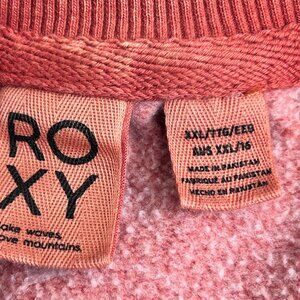 RO
XY
ake waves.
ove mountains.
XXL/TTG/EEG
AUS XXL/16
MADE IN PAKISTAN
FABRIQUÉ AU PAKISTAN
HECHO EN PAKISTÁN